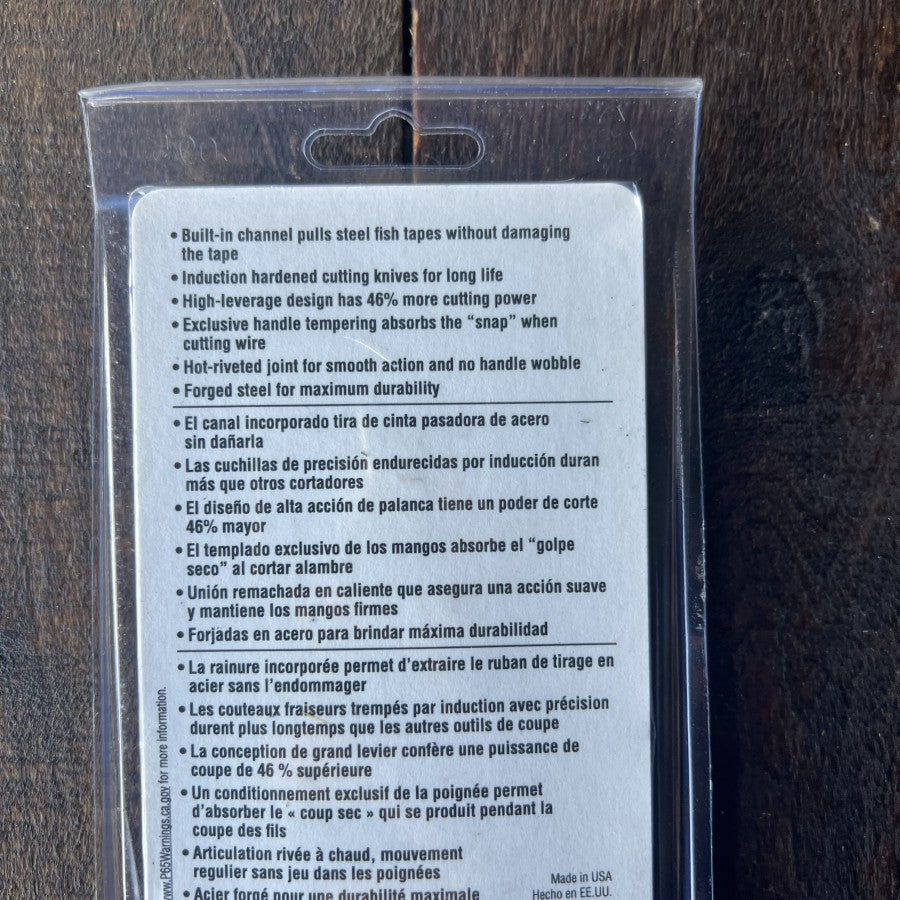 • Built-in channel pulls steel fish tapes without damaging
the tape
• Induction hardened cutting knives for long life
• High-leverage design has 46% more cutting power
• Exclusive handle tempering absorbs the “snap” when
cutting wire
• Hot-riveted joint for smooth action and no handle wobble
• Forged steel for maximum durability
• El canal incorporado tira de cinta pasadora de acero
sin dañarla
• Las cuchillas de precisión endurecidas por inducción duran
más que otros cortadores
• El diseño de alta acción de palanca tiene un poder de corte
46% mayor
• El templado exclusivo de los mangos absorbe el “golpe
seco” al cortar alambre
• Unión remachada en caliente que asegura una acción suave
y mantiene los mangos firmes
• Forjadas en acero para brindar máxima durabilidad
• La rainure incorporée permet d’extraire le ruban de tirage en
acier sans l’endommager
• Les couteaux fraiseurs trempés par induction avec précision
durent plus longtemps que les autres outils de coupe
• La conception de grand levier confère une puissance de
coupe de 46 % supérieure
• Un conditionnement exclusif de la poignée permet
d’absorber le « coup sec » qui se produit pendant la
coupe des fils
• Articulation rivée à chaud, mouvement
regulier sans jeu dans les poignées
• Acier forgé pour une durabilité maximale
Made in USA
Hecho en EE.UU.
www.P65Warnings.ca.gov for more information.